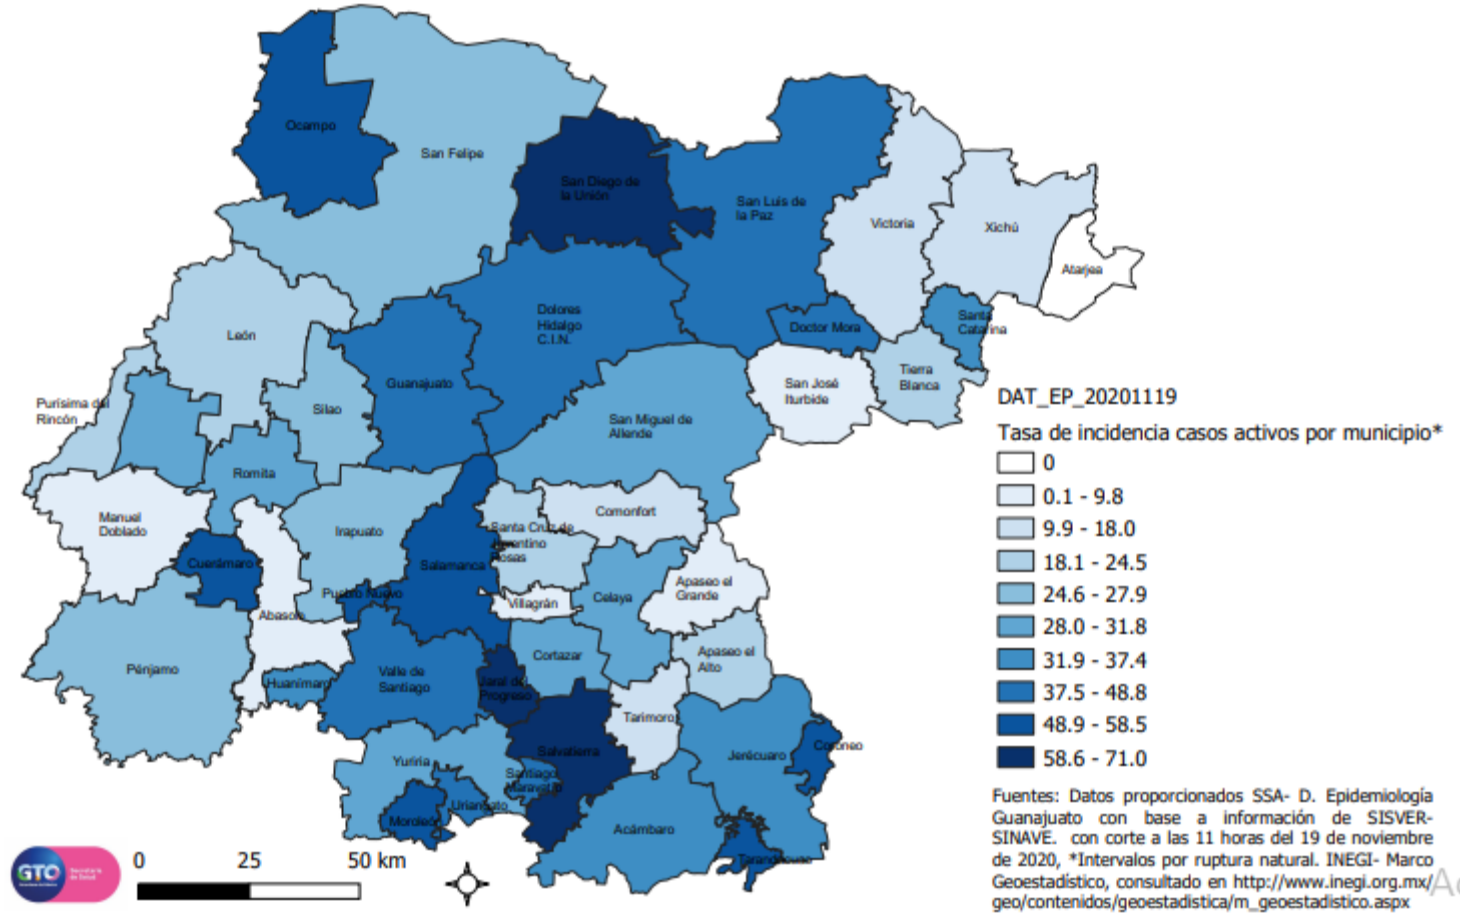 Ocampo
San Felipe
San Diego de
la Unión
San Luis de
la Paz
Victoria
Xichú
Atarjea
León
Dolores
Hidalgo
C.I.N.
Doctor Mora
Santa
Catarina
Guanajuato
Silao
San José
Iturbide
Tierra
Blanca
Purísima del
Rincón
San Miguel de
Allende
Romita
Manuel
Doblado
Irapuato
Comonfort
Santa Cruz de
Juventino
Rosas
Cuerámaro
Salamanca
Pueblo Nuevo
Villagrán
Celaya
Apaseo el
Grande
Abasolo
Pénjamo
Huanímaro
Valle de
Santiago
Cortazar
Apaseo el
Alto
Jaral del
Progreso
Tarimoro
Salvatierra
Yuriria
Santiago
Maravatío
Jerécuaro
Coroneo
Moroleón
Uriangato
Acámbaro
Tarandacuao
DAT_EP_20201119
Tasa de incidencia casos activos por municipio*
0
0.1 - 9.8
9.9 - 18.0
18.1 - 24.5
24.6 - 27.9
28.0 - 31.8
31.9 - 37.4
37.5 - 48.8
48.9 - 58.5
58.6 - 71.0
Fuentes: Datos proporcionados SSA- D. Epidemiología
Guanajuato con base a información de SISVER-
SINAVE. con corte a las 11 horas del 19 de noviembre
de 2020, *Intervalos por ruptura natural. INEGI- Marco
Geoestadístico, consultado en http://www.inegi.org.mx/
geo/contenidos/geoestadistica/m_geoestadistico.aspx
GTO
Secretaría
de Salud
0 25 50 km